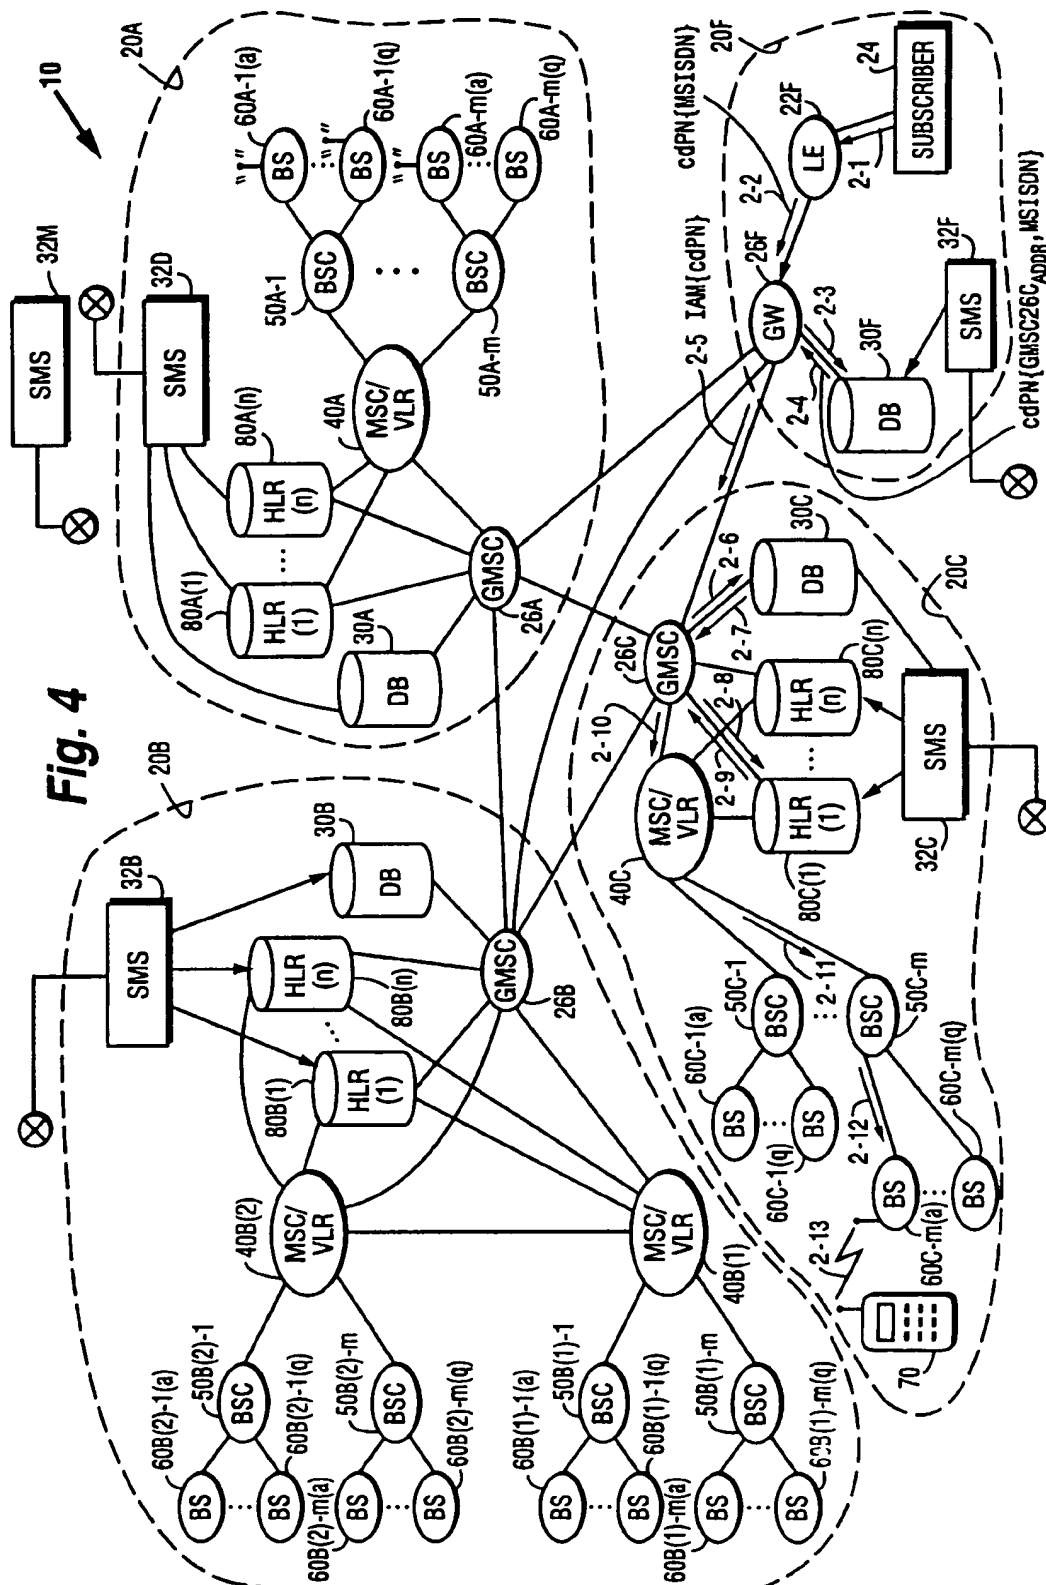 Fig. 4
10
20A
32M
SMS
32D
SMS
80A(n)
HLR
(n)
80A(1)
HLR
(1)
30A
DB
40A
MSC/
VLR
GMSC
26A
50A-1
BSC
BSC
50A-m
60A-1(a)
BS
60A-1(q)
BS
60A-m(a)
BS
60A-m(q)
BS
20B
32B
SMS
30B
DB
HLR
(n)
80B(n)
80B(1)
HLR
(1)
GMSC
26B
40B(2)
MSC/
VLR
MSC/
VLR
40B(1)
50B(2)-1
BSC
60B(2)-1(a)
BS
60B(2)-1(q)
BS
50B(2)-m
BSC
60B(2)-m(a)
BS
60B(2)-m(q)
BS
50B(1)-1
BSC
60B(1)-1(a)
BS
60B(1)-1(q)
BS
50B(1)-m
BSC
60B(1)-m(a)
BS
60B(1)-m(q)
BS
20F
cdPN{MSISDN}
24
SUBSCRIBER
22F
LE
2-1
2-2
26F
GW
2-3
2-4
30F
DB
32F
SMS
cdPN{GMSC26CADDR,MSISDN}
2-5 IAM{cdPN}
20C
26C
GMSC
2-6
2-7
30C
DB
2-8
2-9
2-10
80C(n)
HLR
(n)
HLR
(1)
80C(1)
SMS
32C
MSC/
VLR
40C
2-11
50C-1
BSC
60C-1(a)
BS
BS
60C-1(q)
50C-m
BSC
2-12
BS
60C-m(a)
60C-m(q)
BS
2-13
70